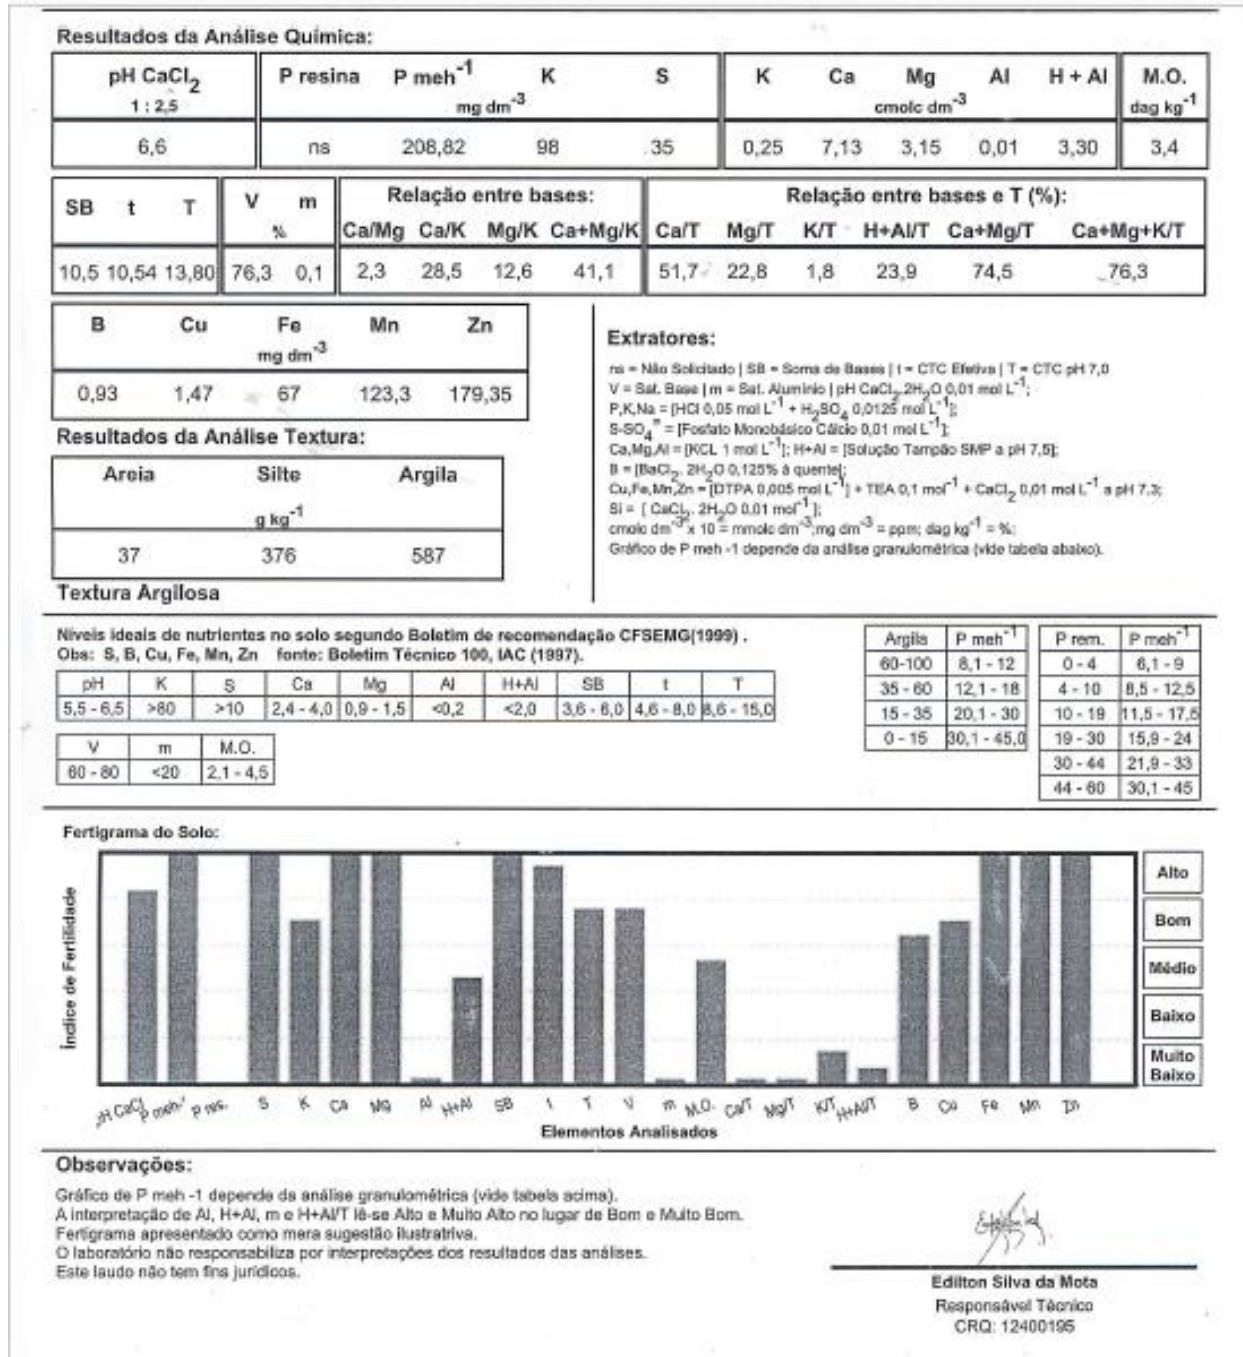 Resultados da Análise Química:
pH CaCl2 P resina P meh-1 K S K Ca Mg Al H + Al M.O.
1 : 2,5 mg dm-3 cmolc dm-3 dag kg-1
6,6 ns 208,82 98 35 0,25 7,13 3,15 0,01 3,30 3,4
SB t T V m Relação entre bases: Relação entre bases e T (%):
% Ca/Mg Ca/K Mg/K Ca+Mg/K Ca/T Mg/T K/T H+Al/T Ca+Mg/T Ca+Mg+K/T
10,5 10,54 13,80 76,3 0,1 2,3 28,5 12,6 41,1 51,7 22,8 1,8 23,9 74,5 76,3
B Cu Fe Mn Zn
mg dm-3
0,93 1,47 67 123,3 179,35
Resultados da Análise Textura:
Areia Silte Argila
g kg-1
37 376 587
Textura Argilosa
Extratores:
ns = Não Solicitado | SB = Soma de Bases | t = CTC Efetiva | T = CTC pH 7,0
V = Sat. Base | m = Sat. Alumínio | pH CaCl2.2H2O 0,01 mol L-1;
P,K,Na = [HCl 0,05 mol L-1 + H2SO4 0,0125 mol L-1];
S-SO4= = [Fosfato Monobásico Cálcio 0,01 mol L-1];
Ca,Mg,Al = [KCL 1 mol L-1]; H+Al = [Solução Tampão SMP a pH 7,5];
B = [BaCl2. 2H2O 0,125% à quente[;
Cu,Fe,Mn,Zn = [DTPA 0,005 mol L-1] + TEA 0,1 mol-1 + CaCl2 0,01 mol L-1 a pH 7,3;
Si = [ CaCl2. 2H2O 0,01 mol-1 ];
cmolc dm-3 x 10 = mmolc dm-3;mg dm-3 = ppm; dag kg-1 = %;
Gráfico de P meh -1 depende da análise granulométrica (vide tabela abaixo).
Níveis ideais de nutrientes no solo segundo Boletim de recomendação CFSEMG(1999) .
Obs: S, B, Cu, Fe, Mn, Zn fonte: Boletim Técnico 100, IAC (1997).
pH K S Ca Mg Al H+Al SB t T
5,5 - 6,5 >80 >10 2,4 - 4,0 0,9 - 1,5 <0,2 <2,0 3,6 - 6,0 4,6 - 8,0 8,6 - 15,0
V m M.O.
60 - 80 <20 2,1 - 4,5
Argila P meh-1
60-100 8,1 - 12
35 - 60 12,1 - 18
15 - 35 20,1 - 30
0 - 15 30,1 - 45,0
P rem. P meh-1
0 - 4 6,1 - 9
4 - 10 8,5 - 12,5
10 - 19 11,5 - 17,5
19 - 30 15,9 - 24
30 - 44 21,9 - 33
44 - 60 30,1 - 45
Fertigrama do Solo:
Índice de Fertilidade
Alto
Bom
Médio
Baixo
Muito
Baixo
pH CaCl P meh-1 P res. S K Ca Mg Al H+Al SB t T V m M.O. Ca/T Mg/T K/T H+Al/T B Cu Fe Mn Zn
Elementos Analisados
Observações:
Gráfico de P meh -1 depende da análise granulométrica (vide tabela acima).
A interpretação de Al, H+Al, m e H+Al/T lê-se Alto e Muito Alto no lugar de Bom e Muito Bom.
Fertigrama apresentado como mera sugestão ilustratriva.
O laboratório não responsabiliza por interpretações dos resultados das análises.
Este laudo não tem fins jurídicos.
Edilton Silva da Mota
Responsável Técnico
CRQ: 12400195